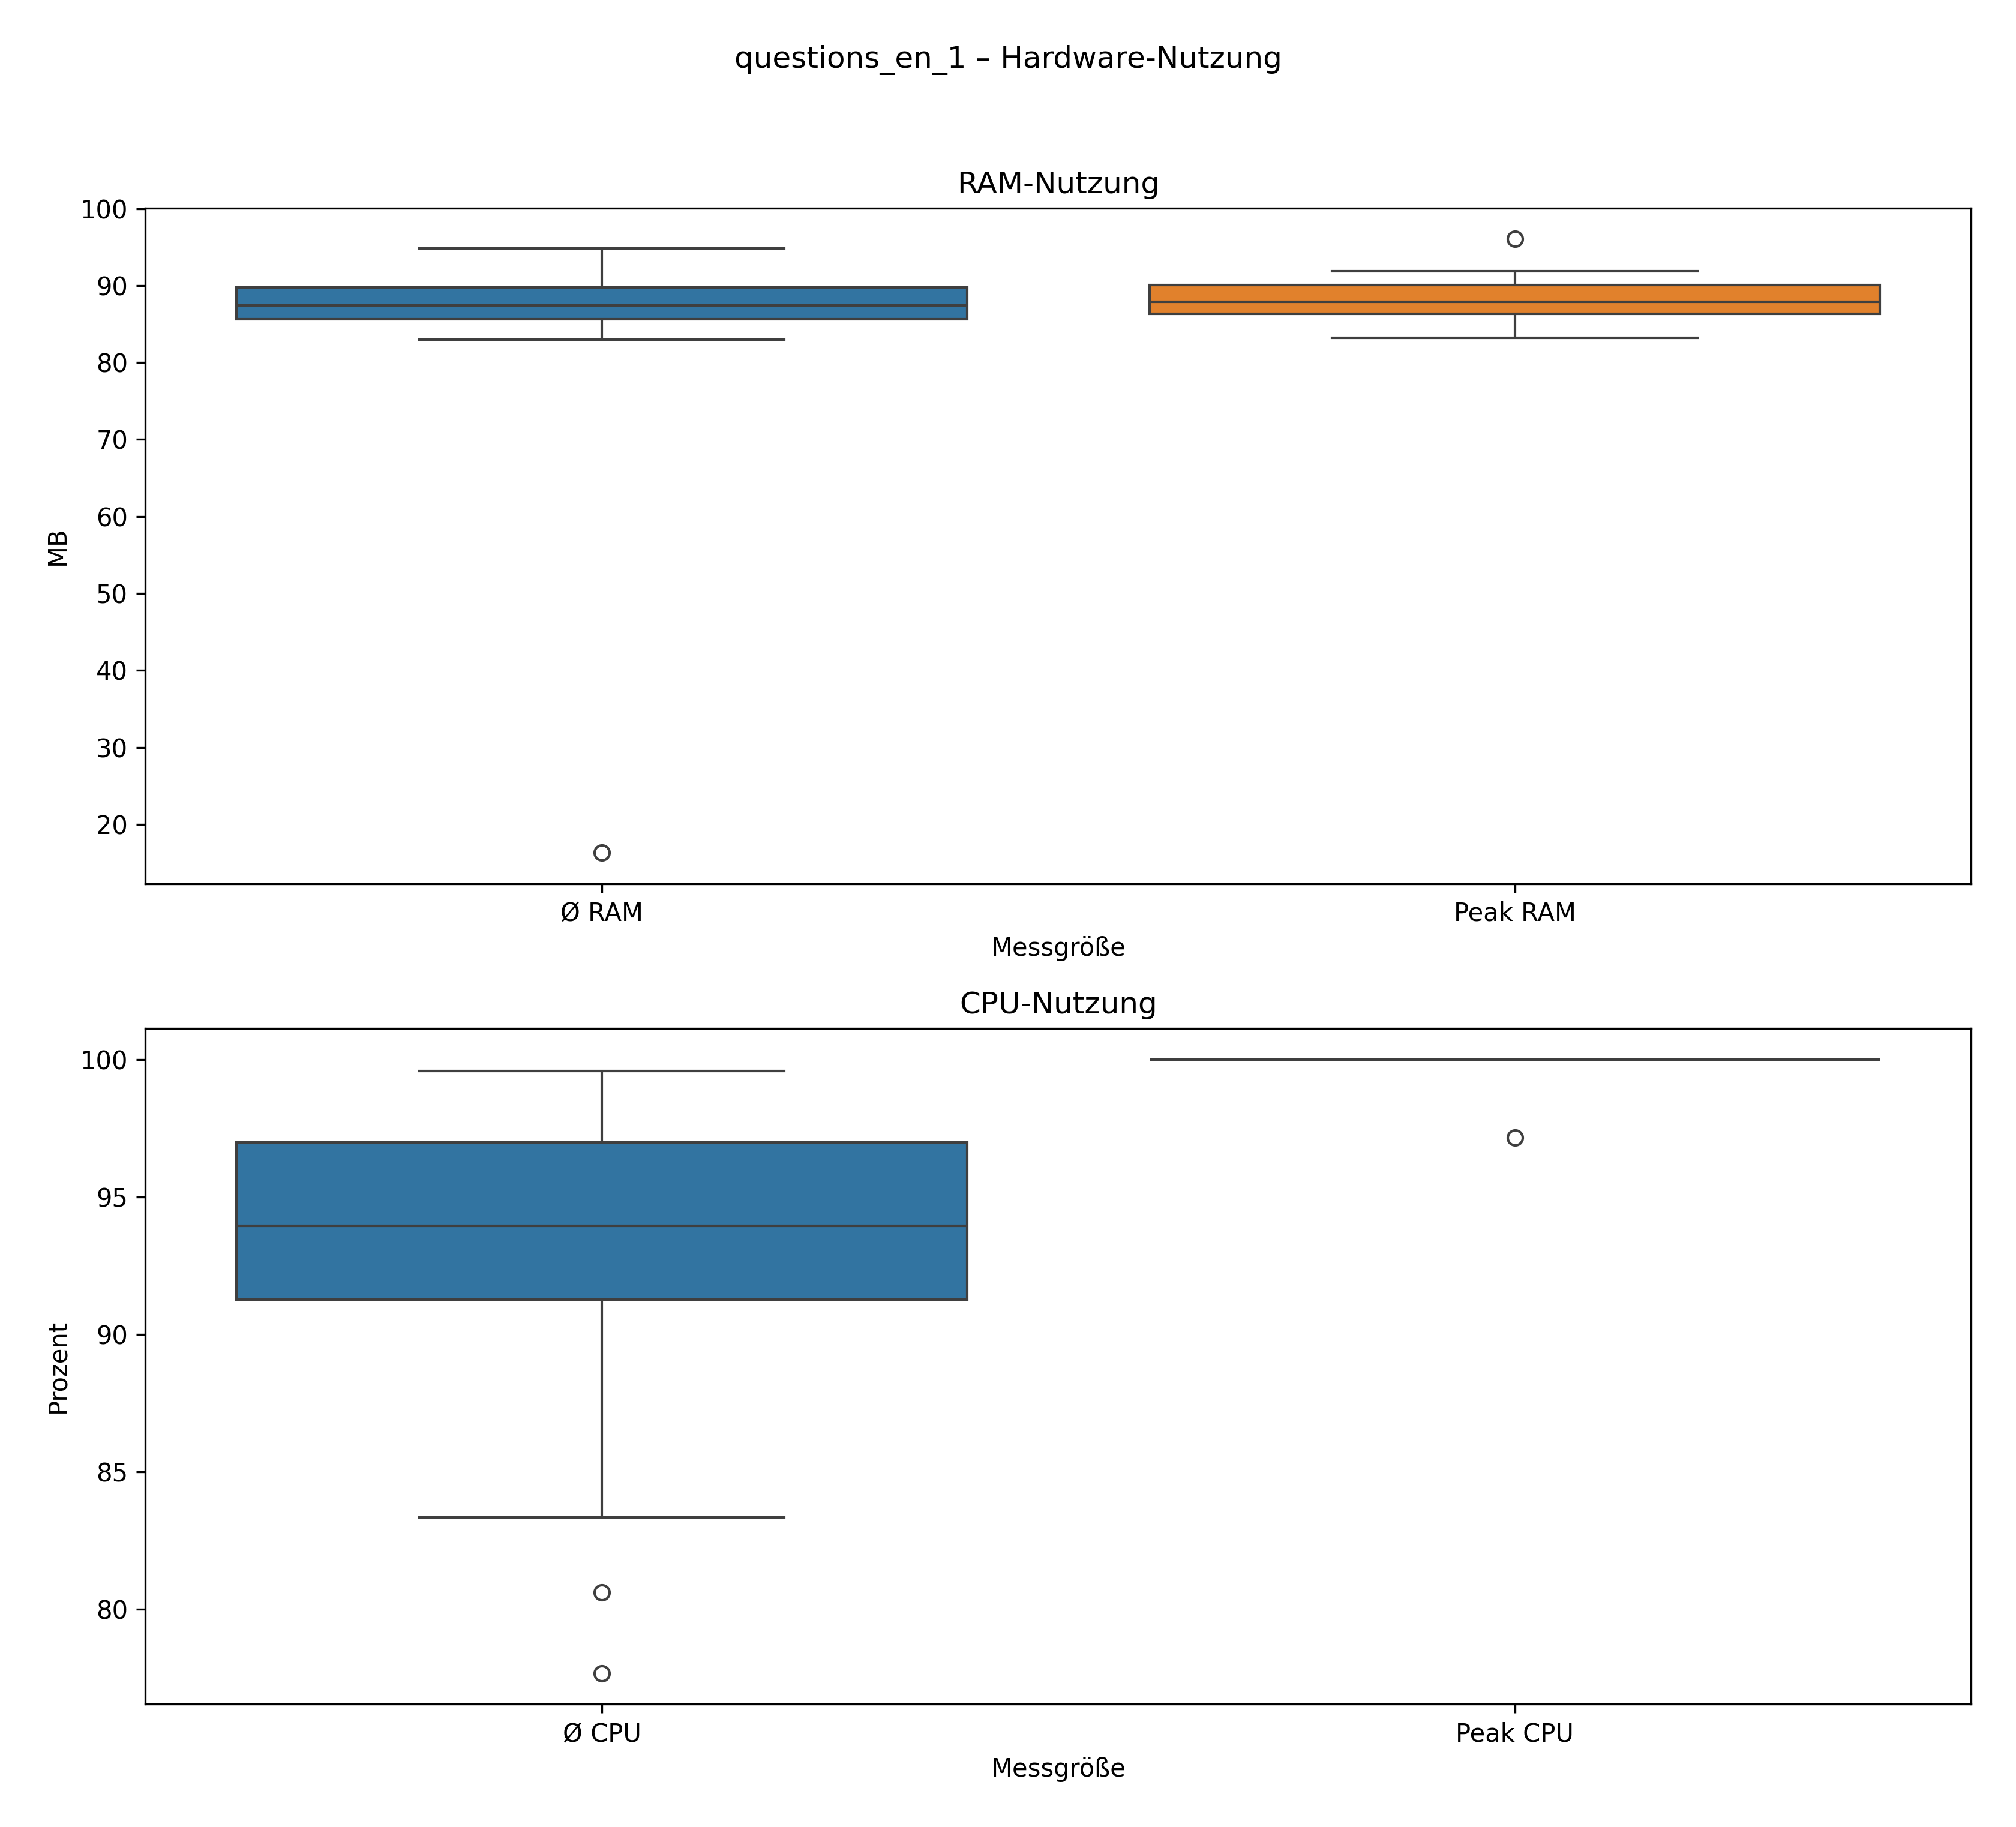 questions_en_1 – Hardware-Nutzung
RAM-Nutzung
100
90
80
70
60
50
40
30
20
MB
Ø RAM
Peak RAM
Messgröße
CPU-Nutzung
100
95
90
85
80
Prozent
Ø CPU
Peak CPU
Messgröße